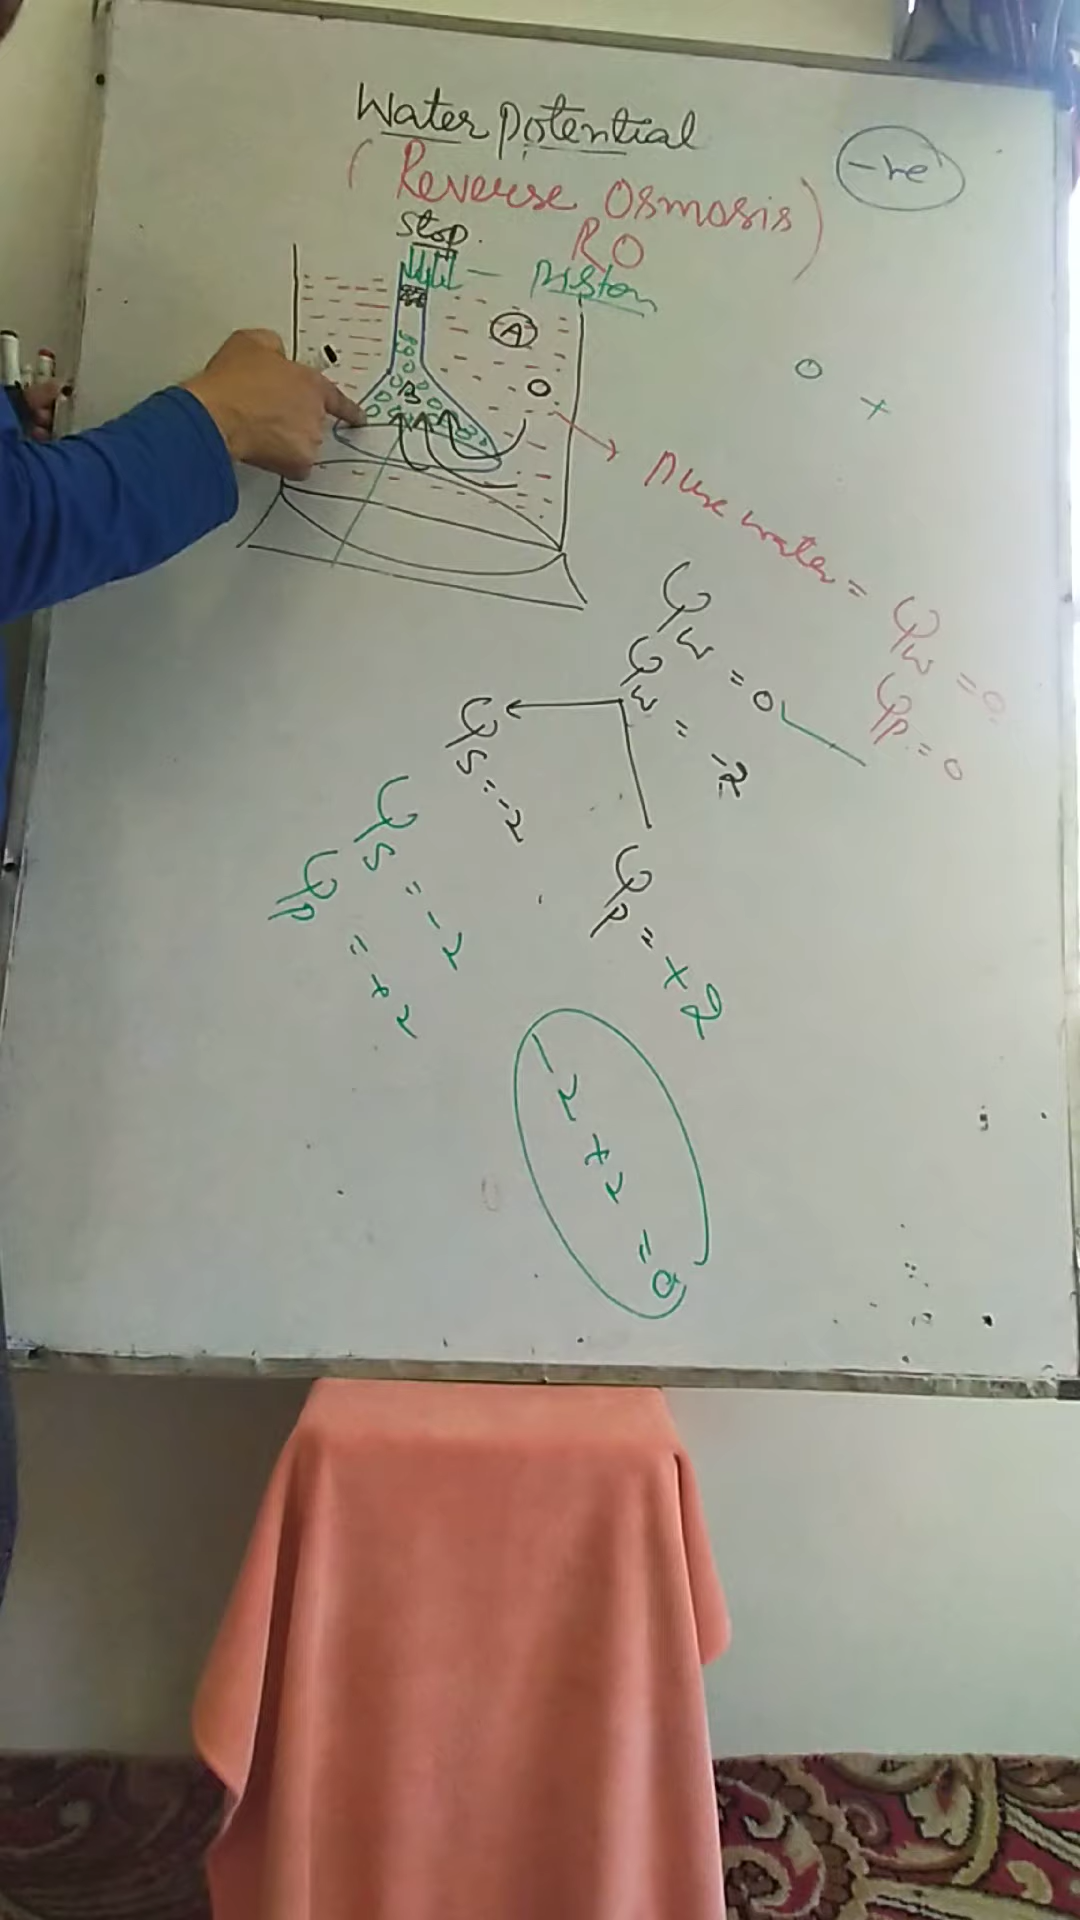 Water potential
-ve
( Reverse Osmosis )
RO
Stop.
- Piston
A
B
O
O
+
Pure water = Ψw = 0
Ψp = 0
Ψw = 0
Ψw = -2
Ψs = -2
Ψp = +2
Ψs = -2
Ψp = +2
-2 + 2 = 0